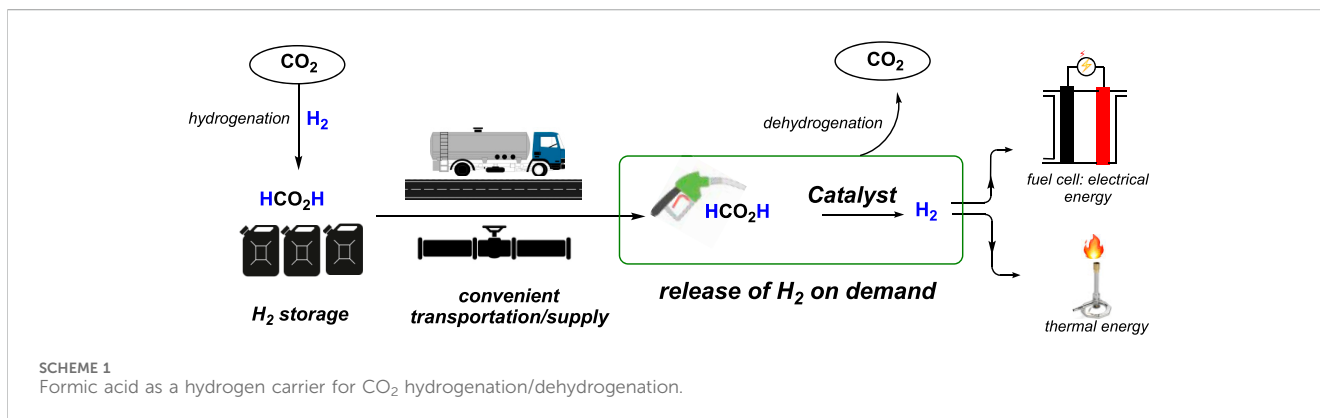 CO₂
hydrogenation H₂
HCO₂H
H₂ storage
convenient
transportation/supply
CO₂
dehydrogenation
HCO₂H Catalyst H₂
release of H₂ on demand
fuel cell: electrical
energy
thermal energy
SCHEME 1
Formic acid as a hydrogen carrier for CO₂ hydrogenation/dehydrogenation.